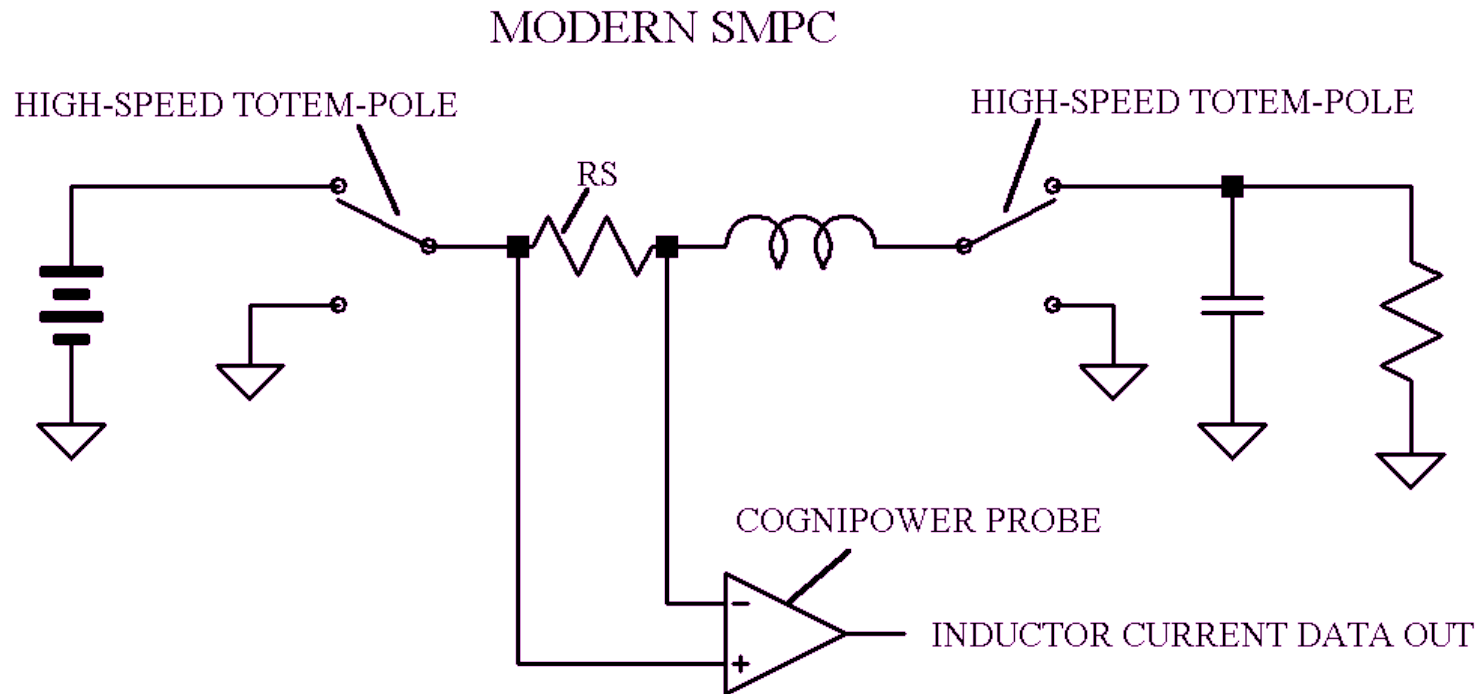 MODERN SMPC
HIGH-SPEED TOTEM-POLE
HIGH-SPEED TOTEM-POLE
RS
COGNIPOWER PROBE
−
+
INDUCTOR CURRENT DATA OUT